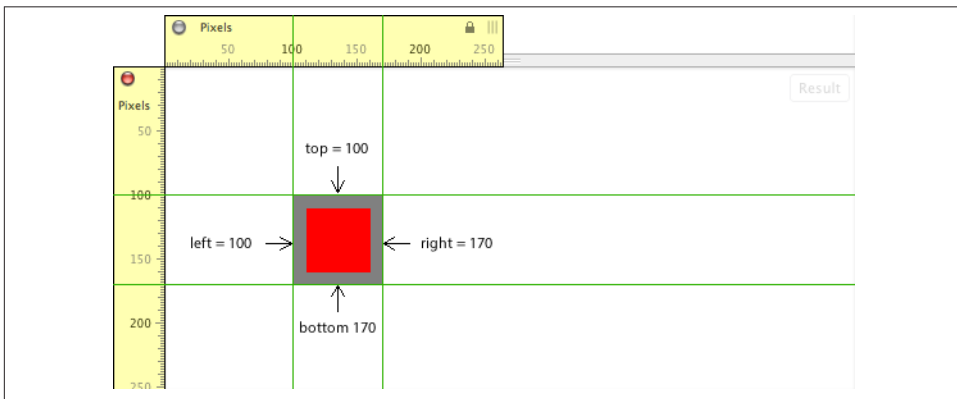 Pixels
50 100 150 200 250
Pixels
Result
50
top = 100
100
left = 100 right = 170
150
bottom 170
200
250